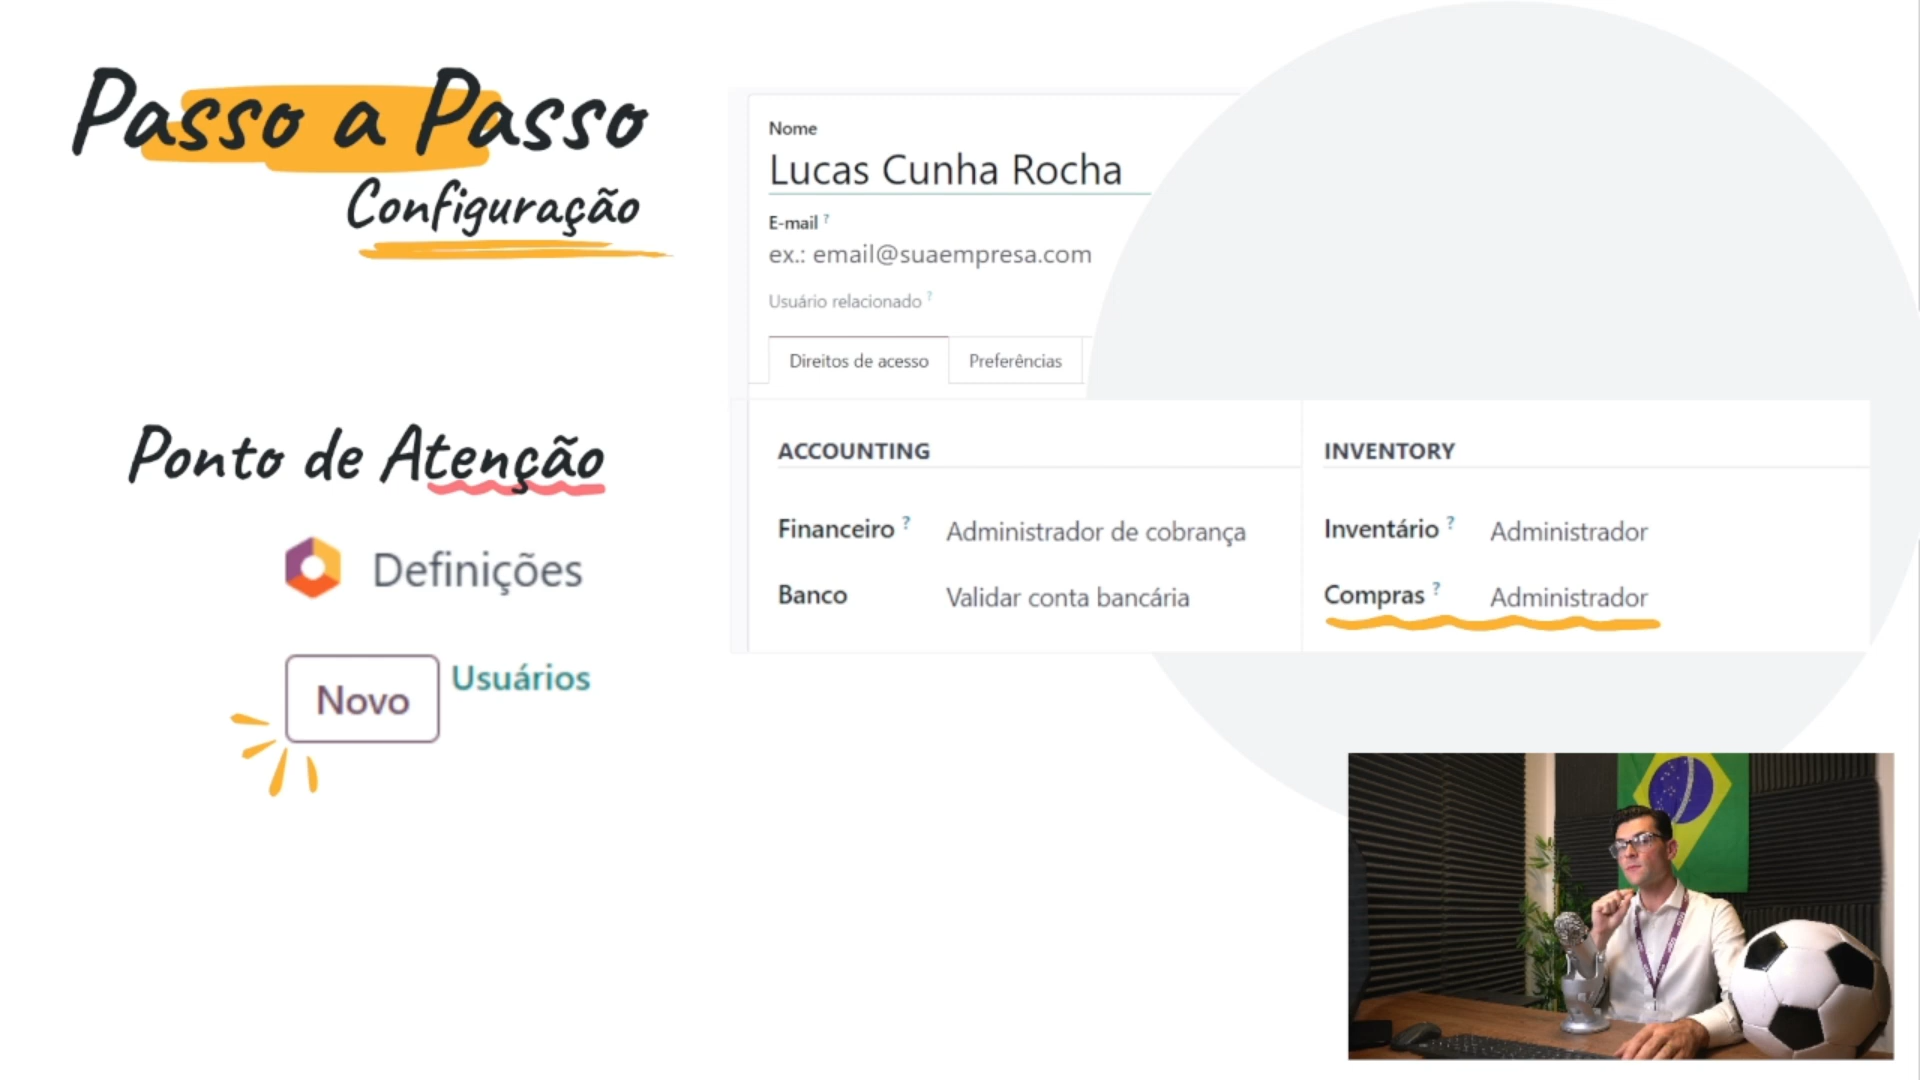 Passo a Passo
Configuração
Nome
Lucas Cunha Rocha
E-mail ?
ex.: email@suaempresa.com
Usuário relacionado ?
Direitos de acesso
Preferências
Ponto de Atenção
Definições
Novo
Usuários
ACCOUNTING
Financeiro ? Administrador de cobrança
Banco Validar conta bancária
INVENTORY
Inventário ? Administrador
Compras ? Administrador